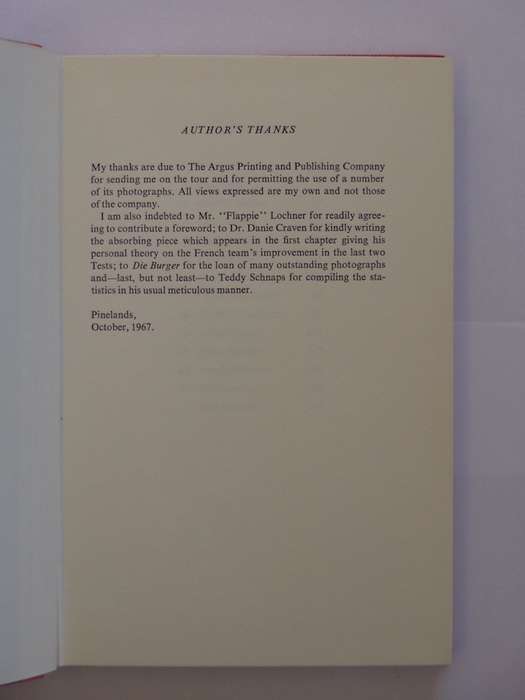 AUTHOR'S THANKS
My thanks are due to The Argus Printing and Publishing Company
for sending me on the tour and for permitting the use of a number
of its photographs. All views expressed are my own and not those
of the company.
I am also indebted to Mr. "Flappie" Lochner for readily agree-
ing to contribute a foreword; to Dr. Danie Craven for kindly writing
the absorbing piece which appears in the first chapter giving his
personal theory on the French team's improvement in the last two
Tests; to Die Burger for the loan of many outstanding photographs
and—last, but not least—to Teddy Schnaps for compiling the sta-
tistics in his usual meticulous manner.
Pinelands,
October, 1967.